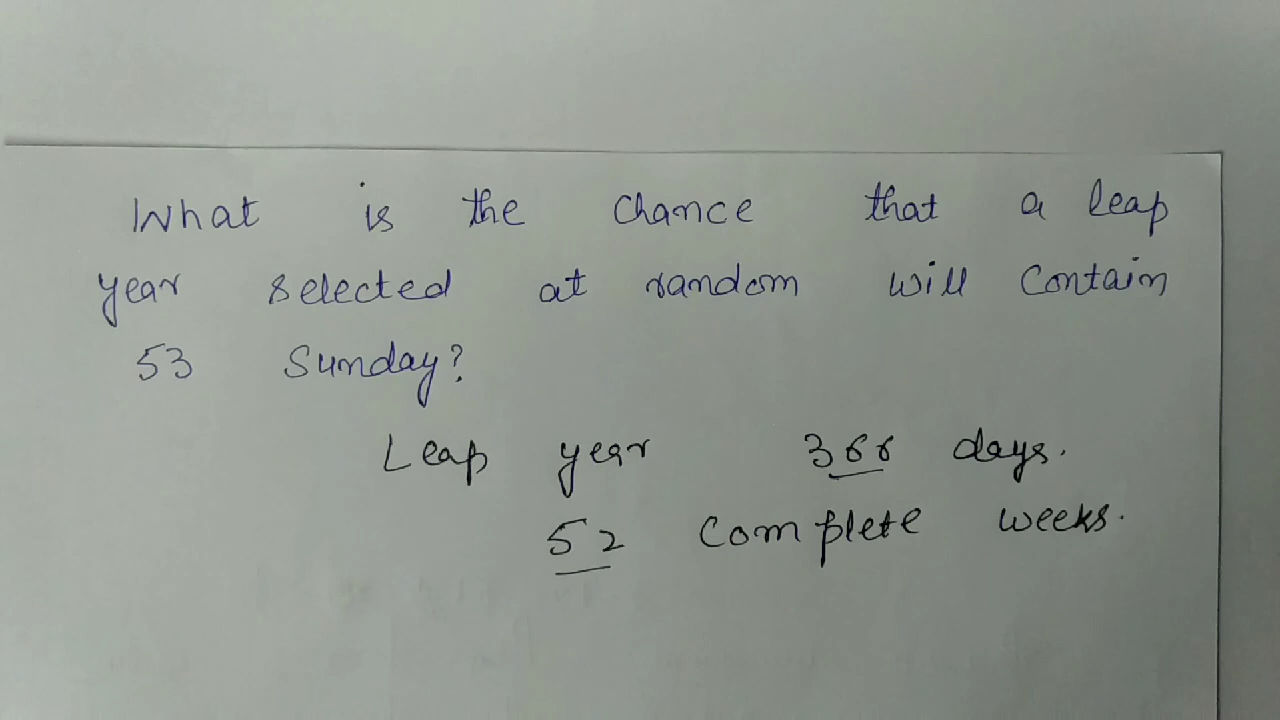 What is the chance that a leap
year selected at random will contain
53 Sunday?
Leap year 366 days.
52 complete weeks.